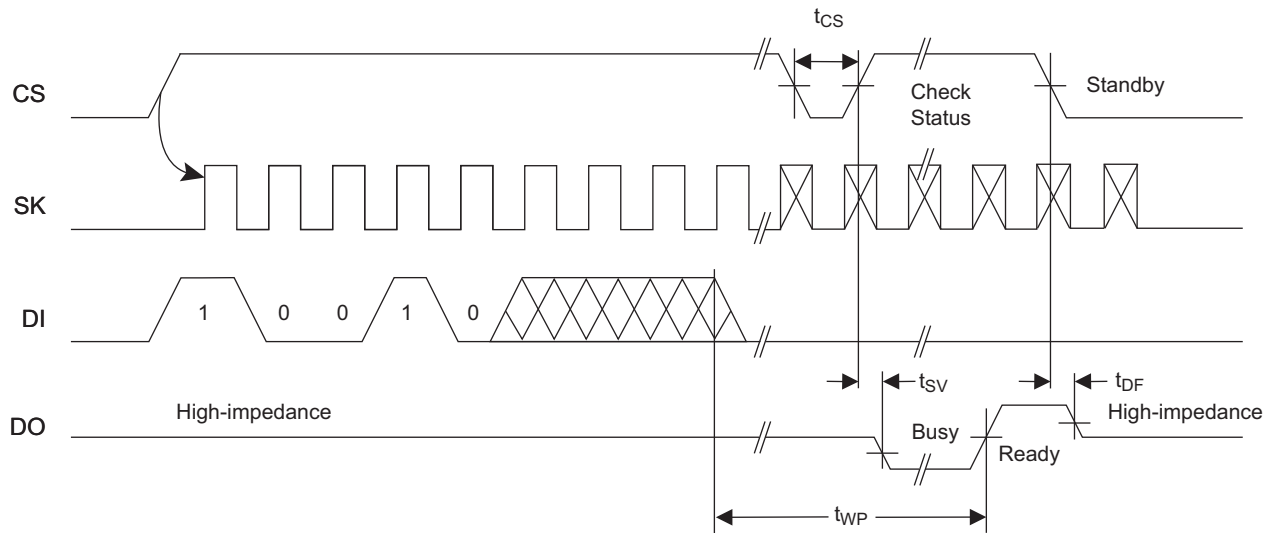 tCS
CS
Check
Status
Standby
SK
DI
1 0 0 1 0
tSV
tDF
DO
High-impedance
Busy
Ready
High-impedance
tWP